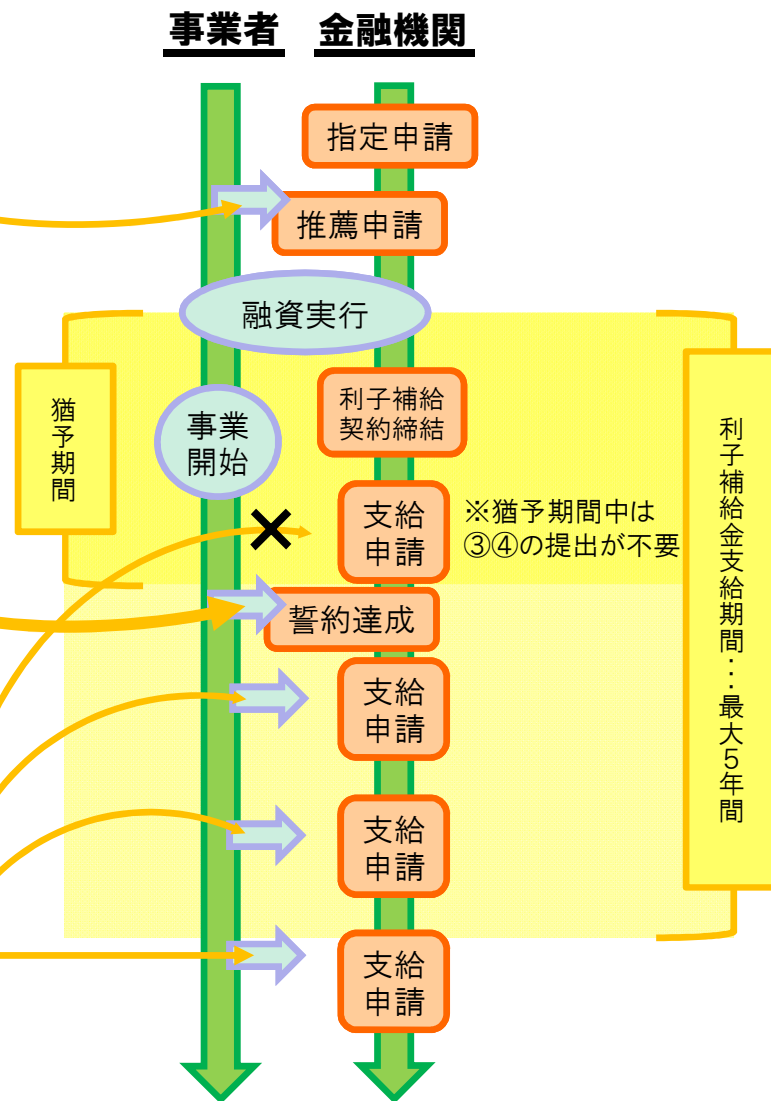 事業者 金融機関
指定申請
推薦申請
融資実行
猶予期間
事業
開始
利子補給
契約締結
支給
申請
※猶予期間中は
③④の提出が不要
誓約達成
支給
申請
支給
申請
支給
申請
利子補給金支給期間…最大5年間